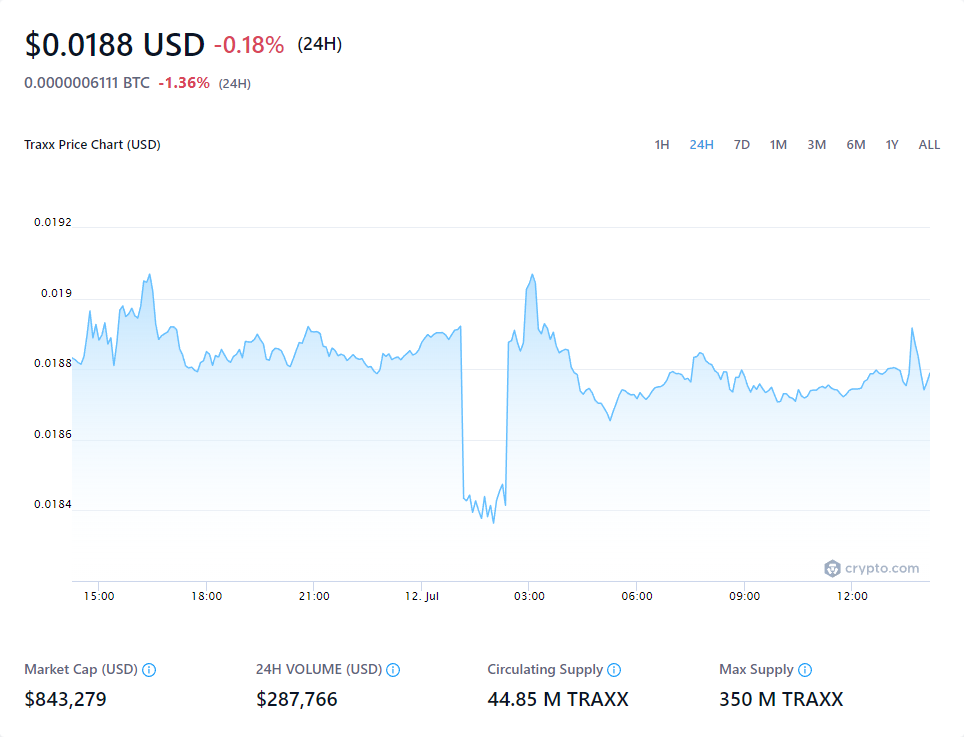 $0.0188 USD -0.18% (24H)
0.0000006111 BTC -1.36% (24H)
Traxx Price Chart (USD) 1H 24H 7D 1M 3M 6M 1Y ALL
0.0192
0.019
0.0188
0.0186
0.0184
crypto.com
15:00 18:00 21:00 12. Jul 03:00 06:00 09:00 12:00
Market Cap (USD) 24H VOLUME (USD) Circulating Supply Max Supply
$843,279 $287,766 44.85 M TRAXX 350 M TRAXX